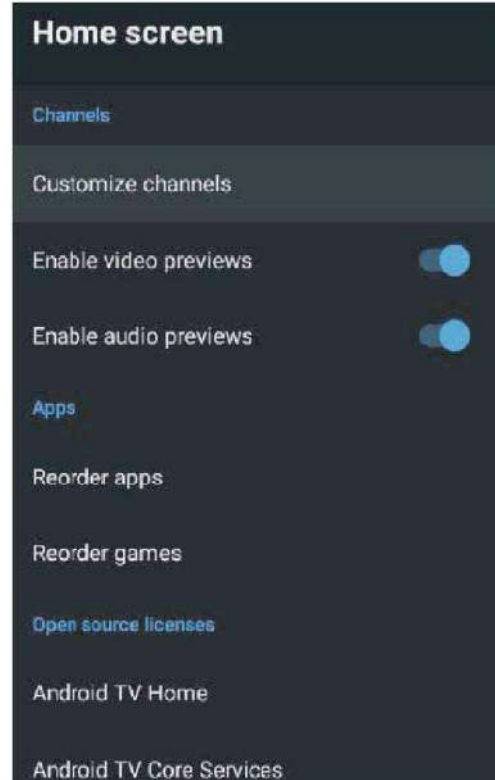 Home screen
Channels
Customize channels
Enable video previews
Enable audio previews
Apps
Reorder apps
Reorder games
Open source licenses
Android TV Home
Android TV Core Services